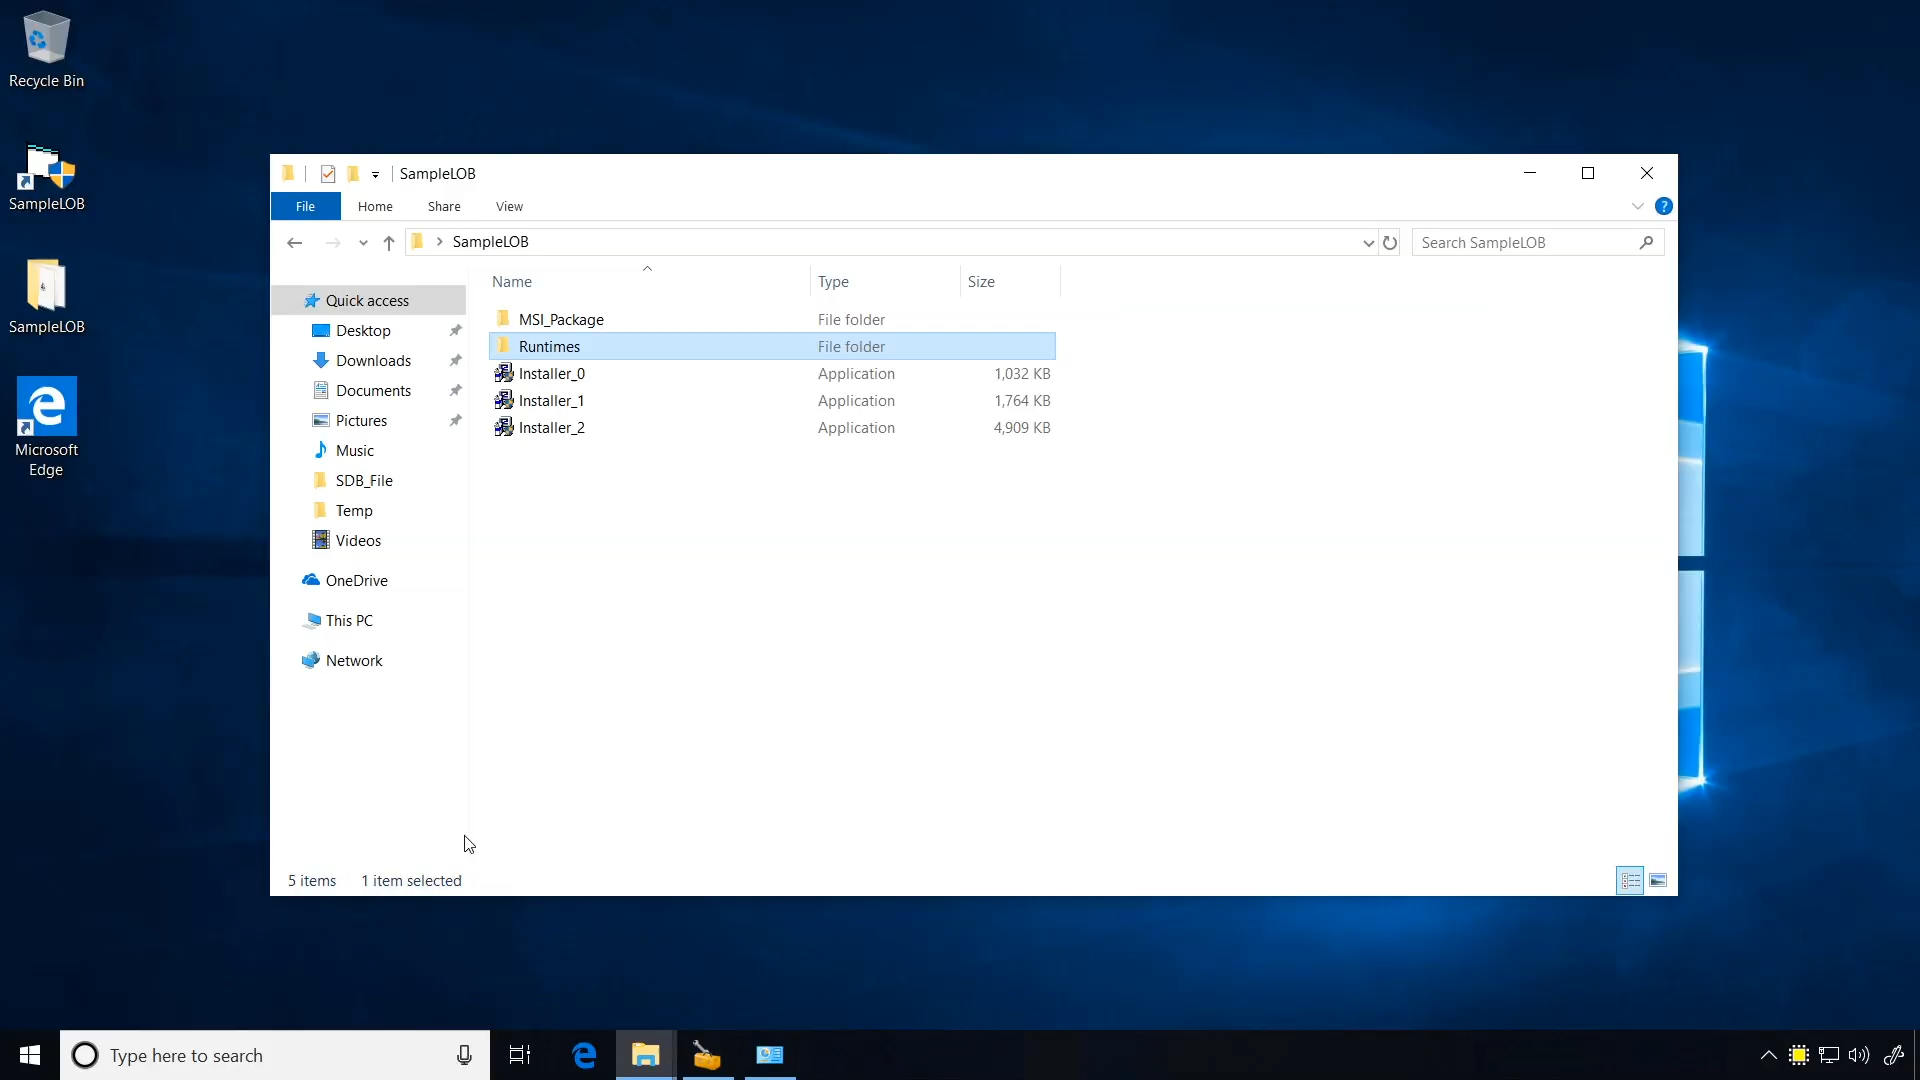 Recycle Bin
SampleLOB
SampleLOB
Microsoft
Edge
SampleLOB
File
Home
Share
View
?
SampleLOB
Search SampleLOB
Name
Type
Size
MSI_Package
File folder
Runtimes
File folder
Installer_0
Application
1,032 KB
Installer_1
Application
1,764 KB
Installer_2
Application
4,909 KB
Quick access
Desktop
Downloads
Documents
Pictures
Music
SDB_File
Temp
Videos
OneDrive
This PC
Network
5 items
1 item selected
Type here to search